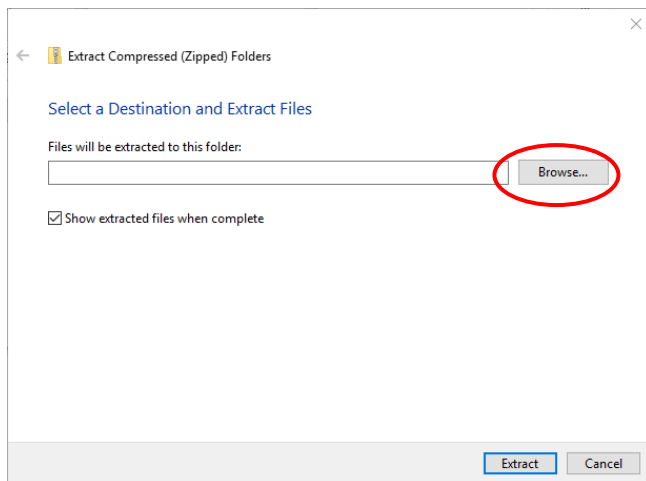 Extract Compressed (Zipped) Folders
Select a Destination and Extract Files
Files will be extracted to this folder:
Browse...
Show extracted files when complete
Extract Cancel